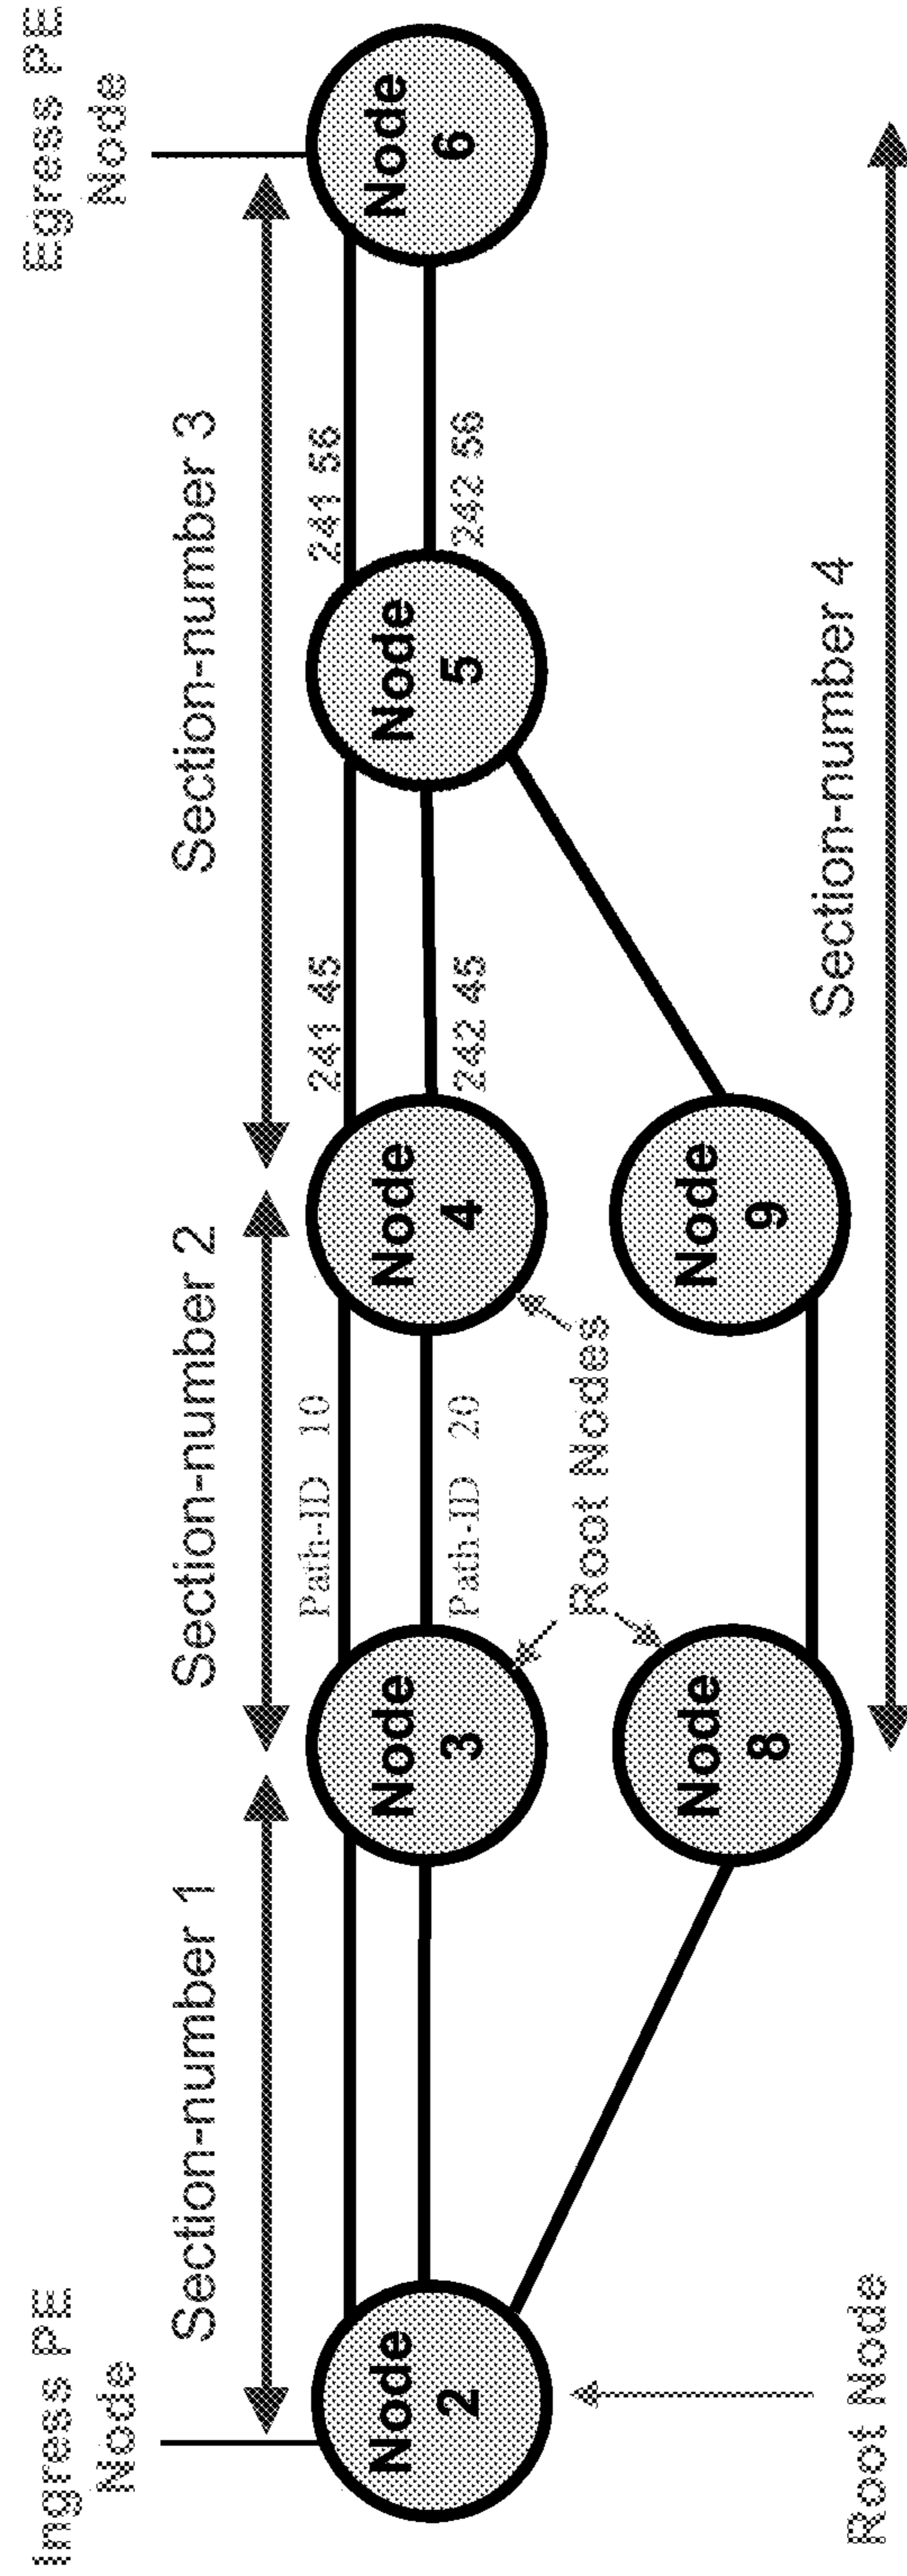 Ingress PE
Node
Egress PE
Node
Section-number 1
Section-number 2
Section-number 3
Path-ID 10
241 45
241 56
Node
2
Node
3
Node
4
Node
5
Node
6
Path-ID 20
242 45
242 56
Root Nodes
Node
8
Node
9
Section-number 4
Root Node